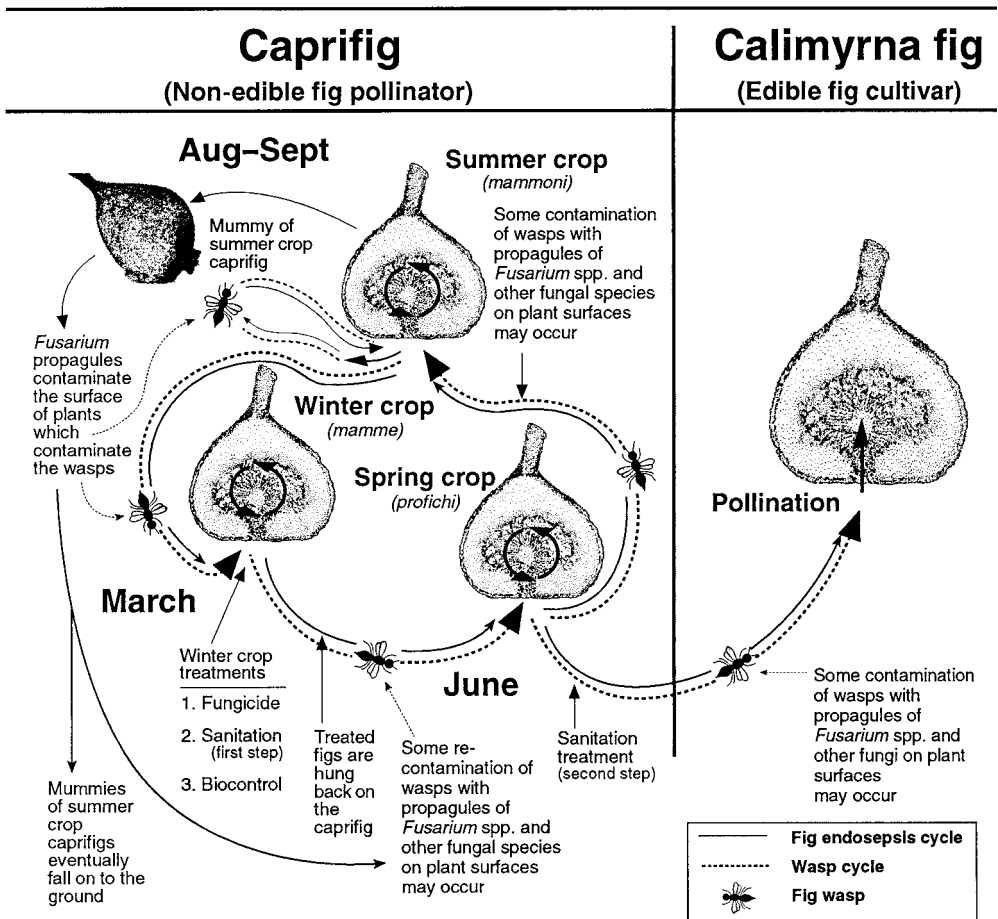 Caprifig
(Non-edible fig pollinator)
Calimyrna fig
(Edible fig cultivar)
Aug–Sept
Summer crop
(mammoni)
Mummy of
summer crop
caprifig
Some contamination
of wasps with
propagules of
Fusarium spp. and
other fungal species
on plant surfaces
may occur
Fusarium
propagules
contaminate
the surface
of plants
which
contaminate
the wasps
Winter crop
(mamme)
Spring crop
(profichi)
Pollination
March
June
Winter crop
treatments
1. Fungicide
2. Sanitation
(first step)
3. Biocontrol
Treated
figs are
hung
back on
the
caprifig
Some re-
contamination of
wasps with
propagules of
Fusarium spp. and
other fungal species
on plant surfaces
may occur
Sanitation
treatment
(second step)
Some contamination
of wasps with
propagules of
Fusarium spp. and
other fungi on plant
surfaces
may occur
Mummies
of summer
crop
caprifigs
eventually
fall on to the
ground
Fig endosepsis cycle
Wasp cycle
Fig wasp